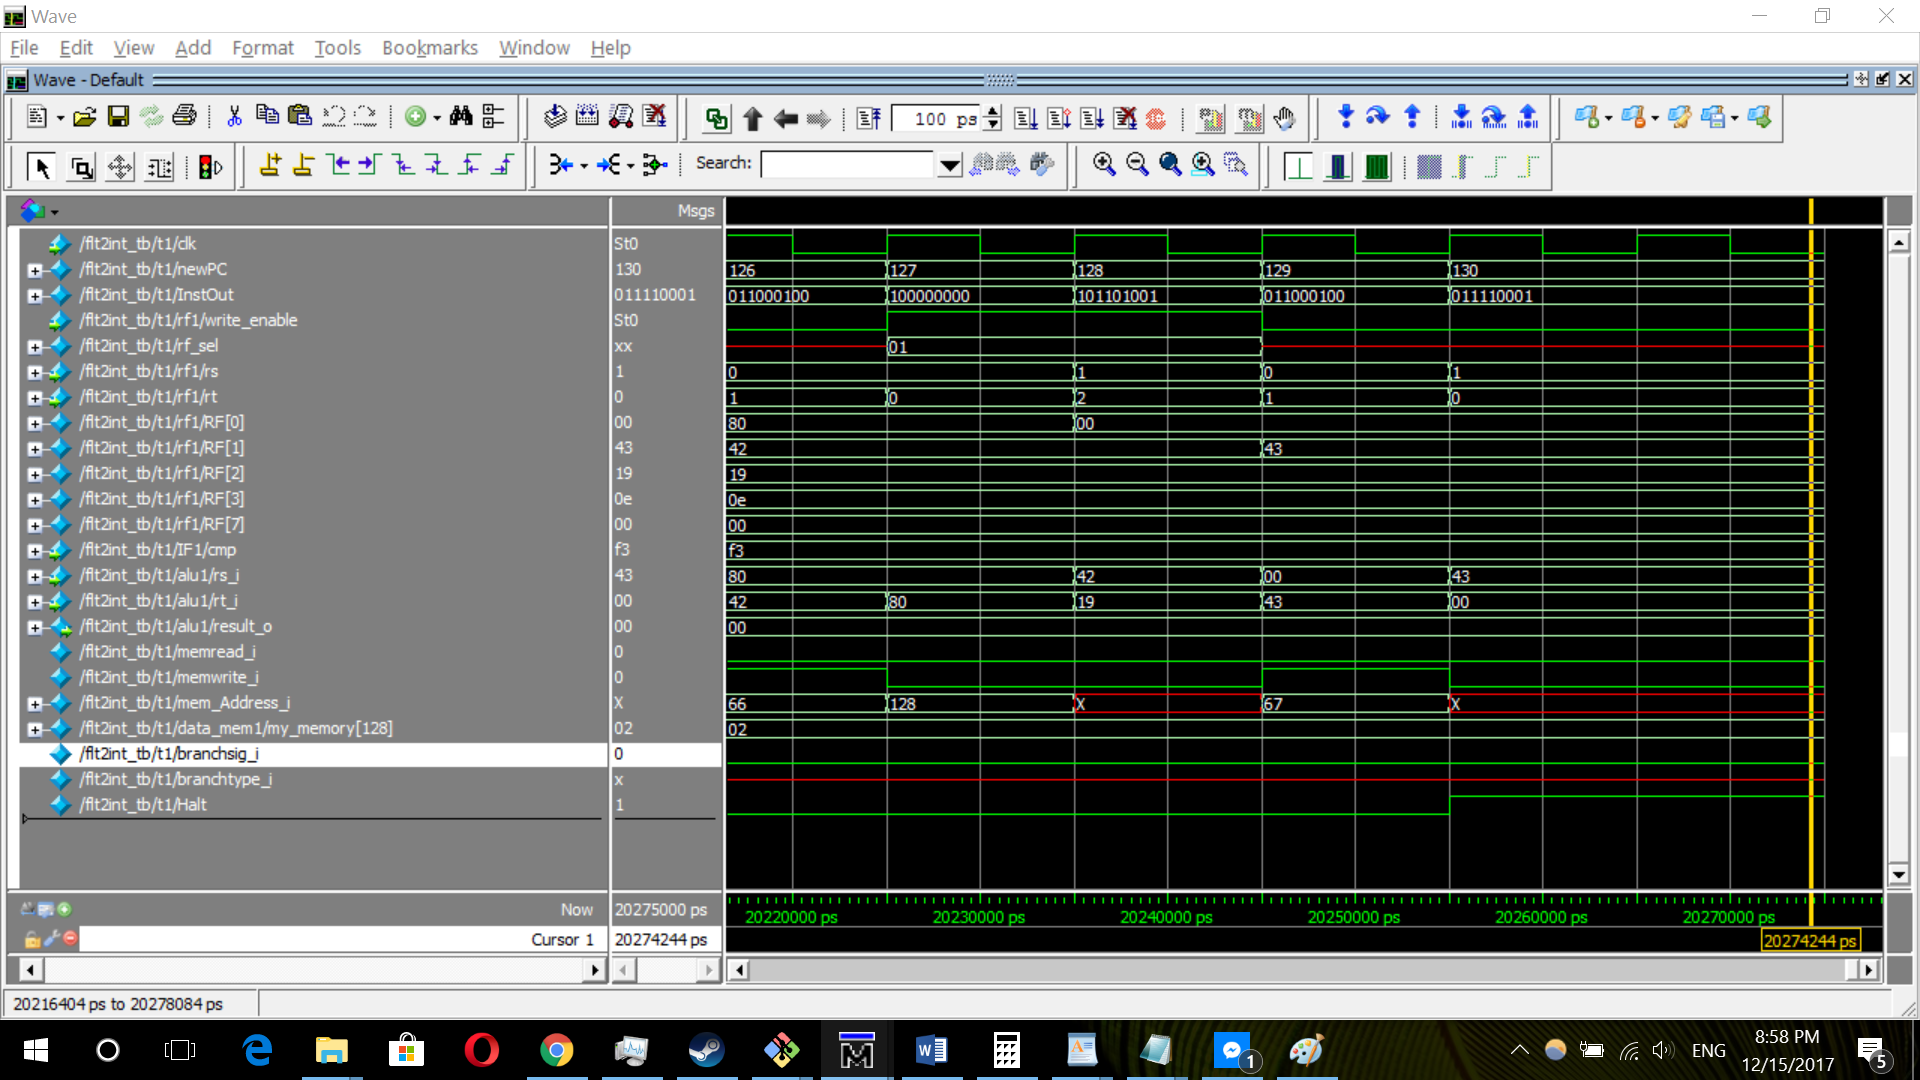 Wave
File Edit View Add Format Tools Bookmarks Window Help
Wave - Default
100 ps
Search:
Msgs
/flt2int_tb/t1/clk St0
/flt2int_tb/t1/newPC 130 126 127 128 129 130
/flt2int_tb/t1/InstOut 011110001 011000100 100000000 101101001 011000100 011110001
/flt2int_tb/t1/rf1/write_enable St0
/flt2int_tb/t1/rf_sel xx 01
/flt2int_tb/t1/rf1/rs 1 0 1 0 1
/flt2int_tb/t1/rf1/rt 0 1 0 2 1 0
/flt2int_tb/t1/rf1/RF[0] 00 80 00
/flt2int_tb/t1/rf1/RF[1] 43 42 43
/flt2int_tb/t1/rf1/RF[2] 19 19
/flt2int_tb/t1/rf1/RF[3] 0e 0e
/flt2int_tb/t1/rf1/RF[7] 00 00
/flt2int_tb/t1/IF1/cmp f3 f3
/flt2int_tb/t1/alu1/rs_i 43 80 42 00 43
/flt2int_tb/t1/alu1/rt_i 00 42 80 19 43 00
/flt2int_tb/t1/alu1/result_o 00 00
/flt2int_tb/t1/memread_i 0
/flt2int_tb/t1/memwrite_i 0
/flt2int_tb/t1/mem_Address_i X 66 128 X 67 X
/flt2int_tb/t1/data_mem1/my_memory[128] 02 02
/flt2int_tb/t1/branchsig_i 0
/flt2int_tb/t1/branchtype_i x
/flt2int_tb/t1/Halt 1
Now 20275000 ps 20220000 ps 20230000 ps 20240000 ps 20250000 ps 20260000 ps 20270000 ps
Cursor 1 20274244 ps 20274244 ps
20216404 ps to 20278084 ps
8:58 PM
ENG
12/15/2017
1
5